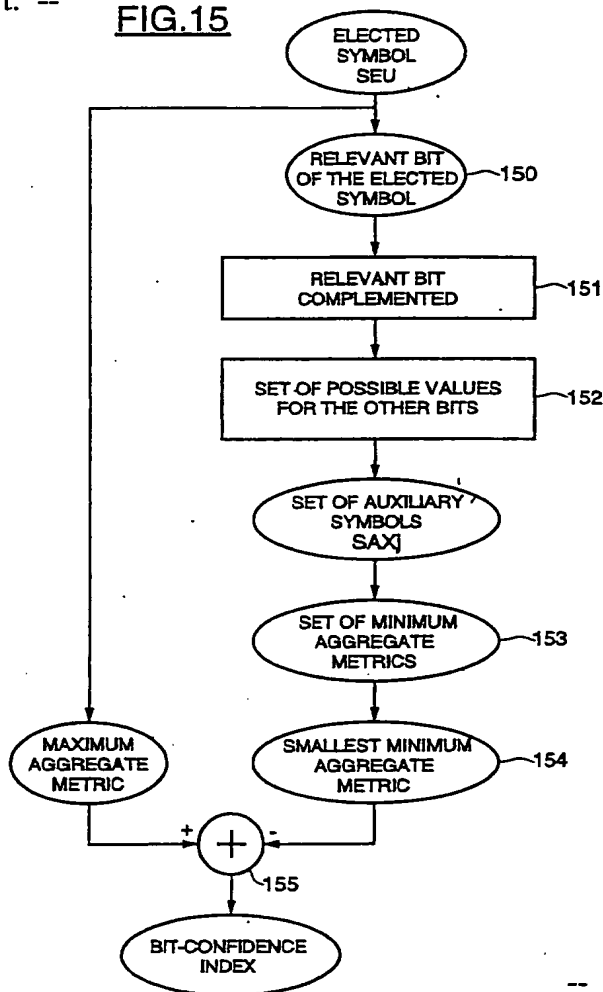 t. --
FIG.15
ELECTED
SYMBOL
SEU
RELEVANT BIT
OF THE ELECTED
SYMBOL
150
RELEVANT BIT
COMPLEMENTED
151
SET OF POSSIBLE VALUES
FOR THE OTHER BITS
152
SET OF AUXILIARY
SYMBOLS
SAXj
SET OF MINIMUM
AGGREGATE
METRICS
153
MAXIMUM
AGGREGATE
METRIC
SMALLEST MINIMUM
AGGREGATE
METRIC
154
+
-
+
155
BIT-CONFIDENCE
INDEX
--